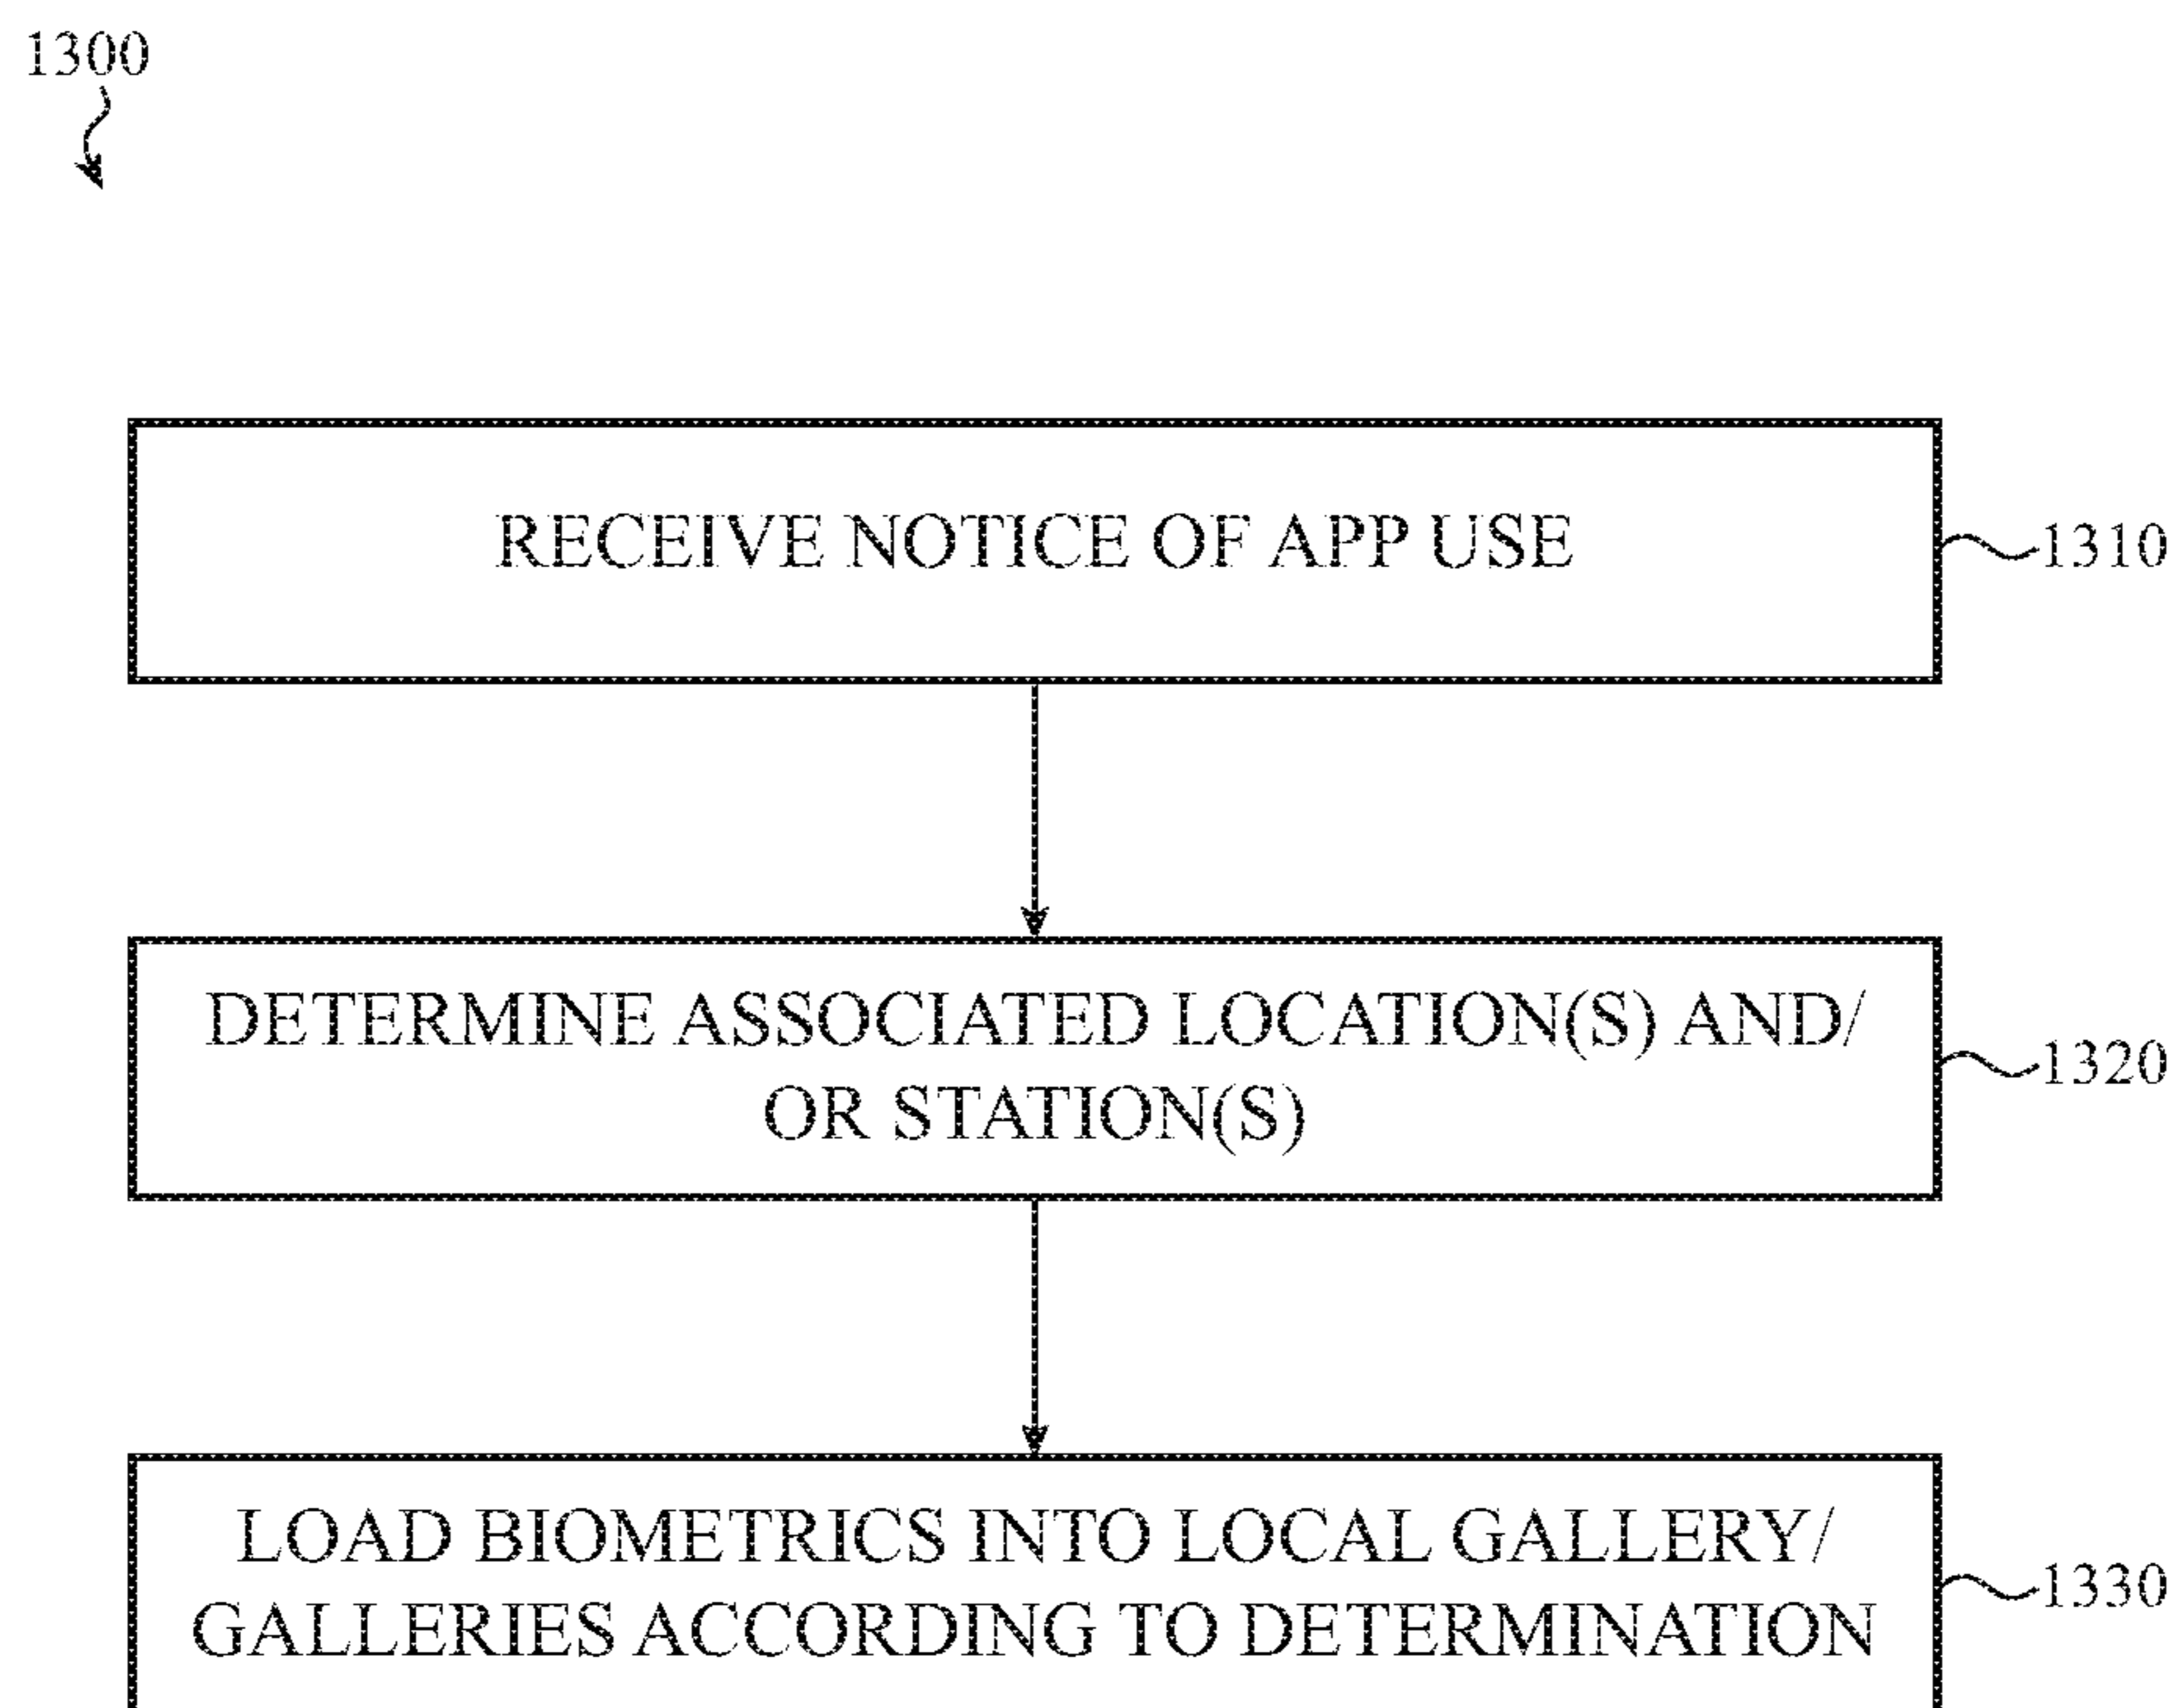 1300
RECEIVE NOTICE OF APP USE
1310
DETERMINE ASSOCIATED LOCATION(S) AND/
OR STATION(S)
1320
LOAD BIOMETRICS INTO LOCAL GALLERY/
GALLERIES ACCORDING TO DETERMINATION
1330